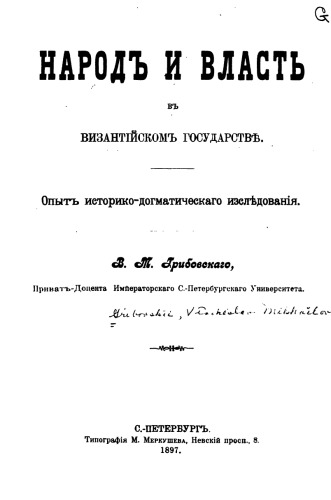 G
НАРОДЪ И ВЛАСТЬ
ВЪ
ВИЗАНТІЙСКОМЪ ГОСУДАРСТВѢ.
Опытъ историко-догматическаго изслѣдованія.
В. М. Грибовскаго,
Приватъ-Доцента Императорскаго С.-Петербургскаго Университета.
Gribovskii, Viacheslav Mikhailov
С.-ПЕТЕРБУРГЪ.
Типографія М. Меркушева, Невскій просп., 8.
1897.